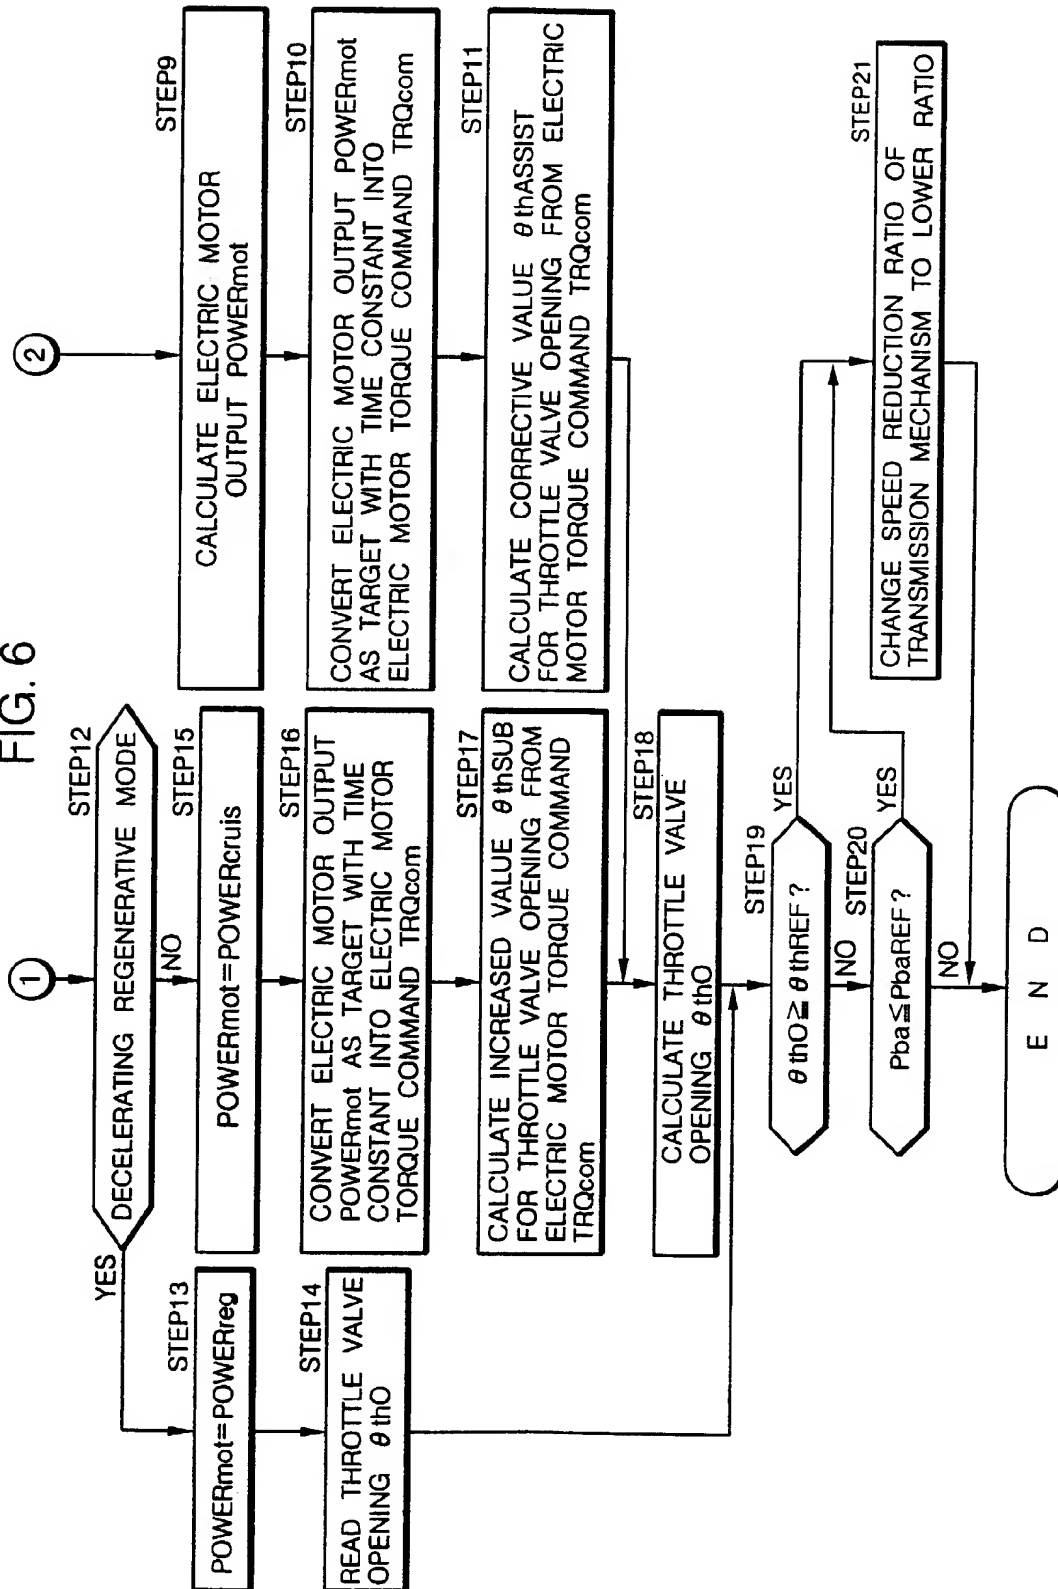 FIG. 6
1
STEP12
DECELERATING REGENERATIVE MODE
YES
NO
STEP13
POWERmot=POWERreg
STEP14
READ THROTTLE VALVE
OPENING θthO
STEP15
POWERmot=POWERcruis
STEP16
CONVERT ELECTRIC MOTOR OUTPUT
POWERmot AS TARGET WITH TIME
CONSTANT INTO ELECTRIC MOTOR
TORQUE COMMAND TRQcom
STEP17
CALCULATE INCREASED VALUE θthSUB
FOR THROTTLE VALVE OPENING FROM
ELECTRIC MOTOR TORQUE COMMAND
TRQcom
STEP18
CALCULATE THROTTLE VALVE
OPENING θthO
2
STEP9
CALCULATE ELECTRIC MOTOR
OUTPUT POWERmot
STEP10
CONVERT ELECTRIC MOTOR OUTPUT POWERmot
AS TARGET WITH TIME CONSTANT INTO
ELECTRIC MOTOR TORQUE COMMAND TRQcom
STEP11
CALCULATE CORRECTIVE VALUE θthASSIST
FOR THROTTLE VALVE OPENING FROM ELECTRIC
MOTOR TORQUE COMMAND TRQcom
STEP19
θthO≧θthREF?
YES
NO
STEP20
Pba≦PbaREF?
YES
NO
STEP21
CHANGE SPEED REDUCTION RATIO OF
TRANSMISSION MECHANISM TO LOWER RATIO
END